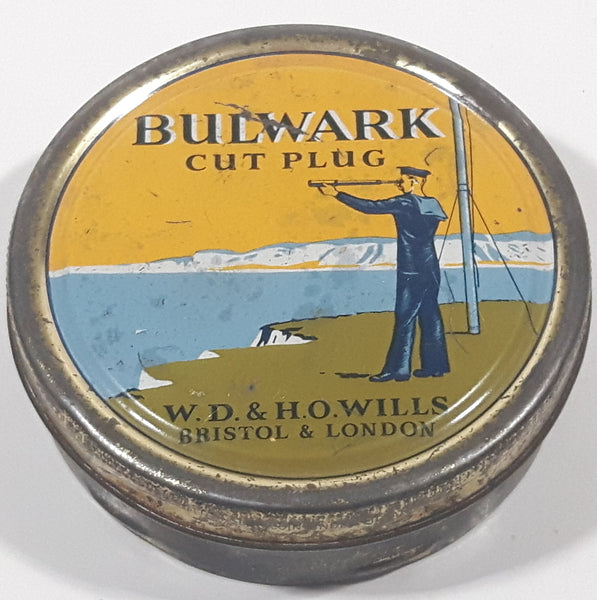 BULWARK
CUT PLUG
W.D. & H.O. WILLS
BRISTOL & LONDON